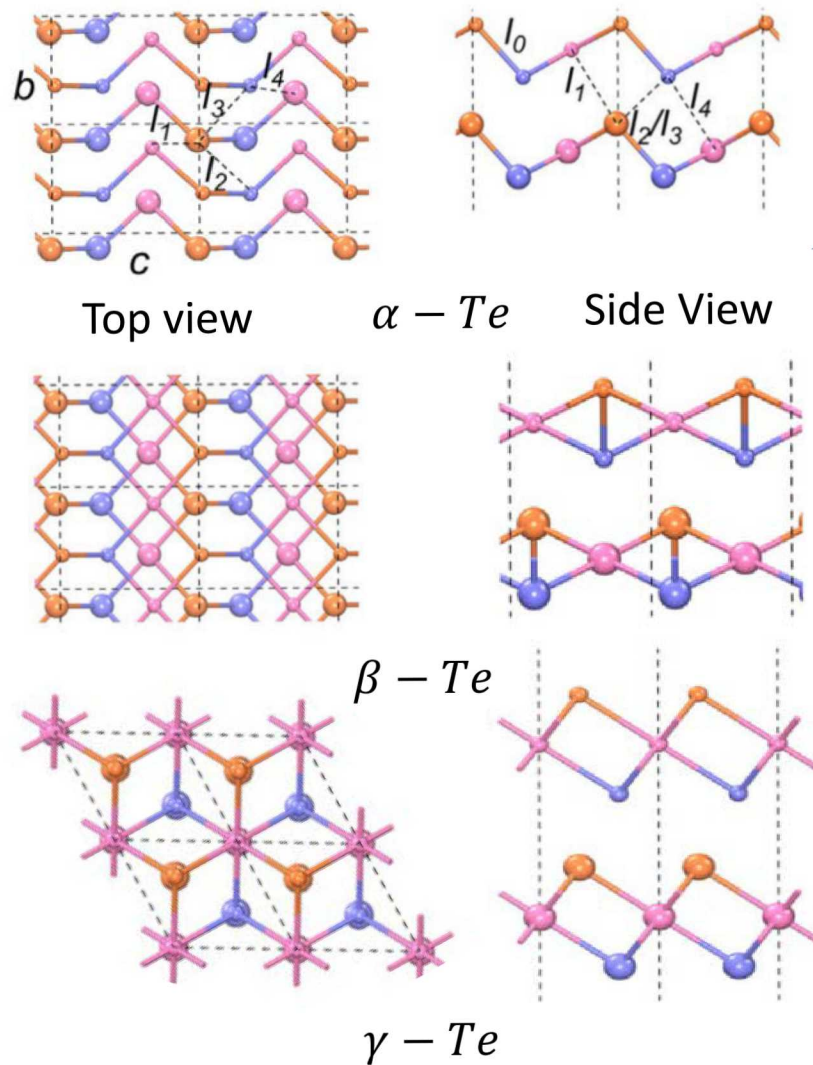 b
c
l₁
l₂
l₃
l₄
l₀
l₁
l₂/l₃
l₄
Top view
α − Te
Side View
β − Te
γ − Te